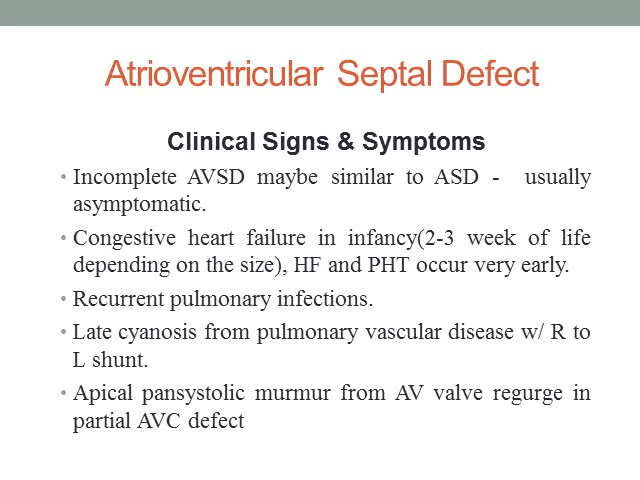 Atrioventricular Septal Defect
Clinical Signs & Symptoms
• Incomplete AVSD maybe similar to ASD - usually
asymptomatic.
• Congestive heart failure in infancy(2-3 week of life
depending on the size), HF and PHT occur very early.
• Recurrent pulmonary infections.
• Late cyanosis from pulmonary vascular disease w/ R to
L shunt.
• Apical pansystolic murmur from AV valve regurge in
partial AVC defect